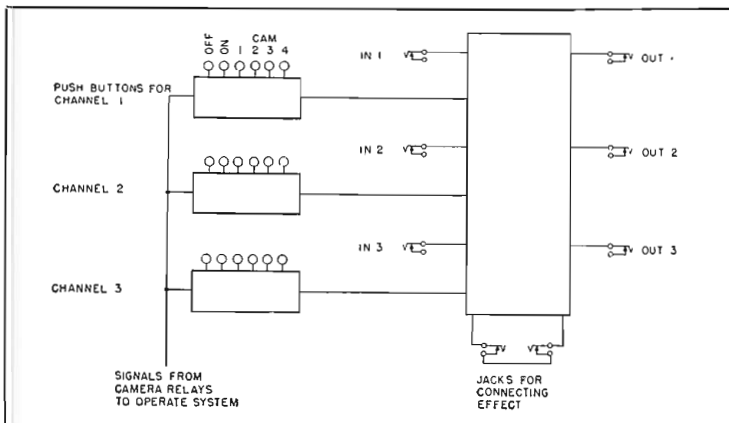 OFF
ON
CAM
1 2 3 4
PUSH BUTTONS FOR
CHANNEL 1
IN 1
OUT
CHANNEL 2
IN 2
OUT 2
CHANNEL 3
IN 3
OUT 3
SIGNALS FROM
CAMERA RELAYS
TO OPERATE SYSTEM
JACKS FOR
CONNECTING
EFFECT